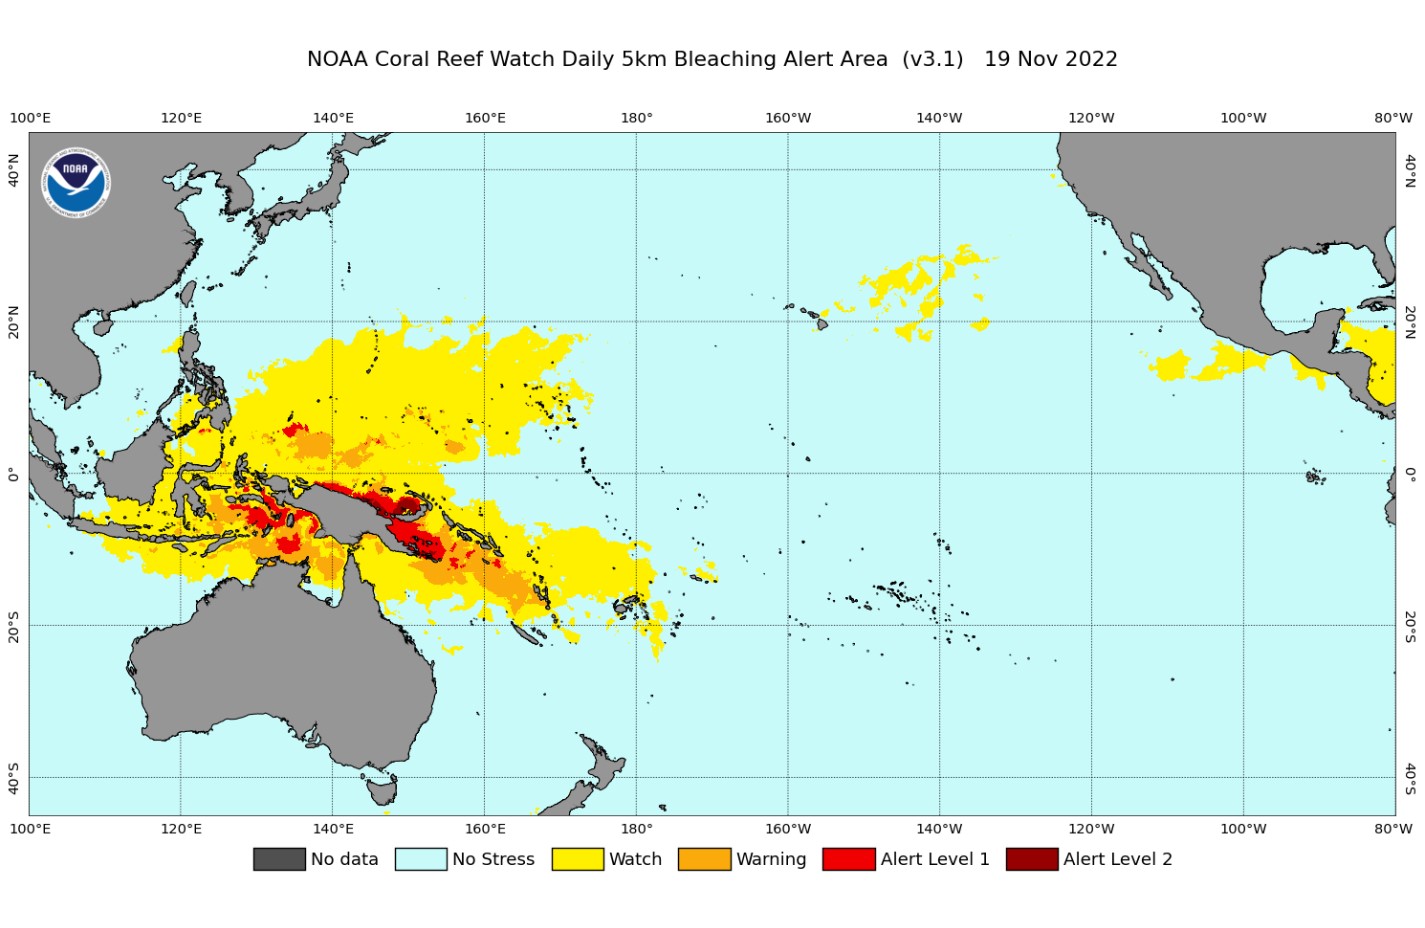 NOAA Coral Reef Watch Daily 5km Bleaching Alert Area (v3.1) 19 Nov 2022
100°E 120°E 140°E 160°E 180° 160°W 140°W 120°W 100°W 80°W
NOAA
40°N 40°N
20°N 20°N
0° 0°
20°S 20°S
40°S 40°S
100°E 120°E 140°E 160°E 180° 160°W 140°W 120°W 100°W 80°W
No data No Stress Watch Warning Alert Level 1 Alert Level 2